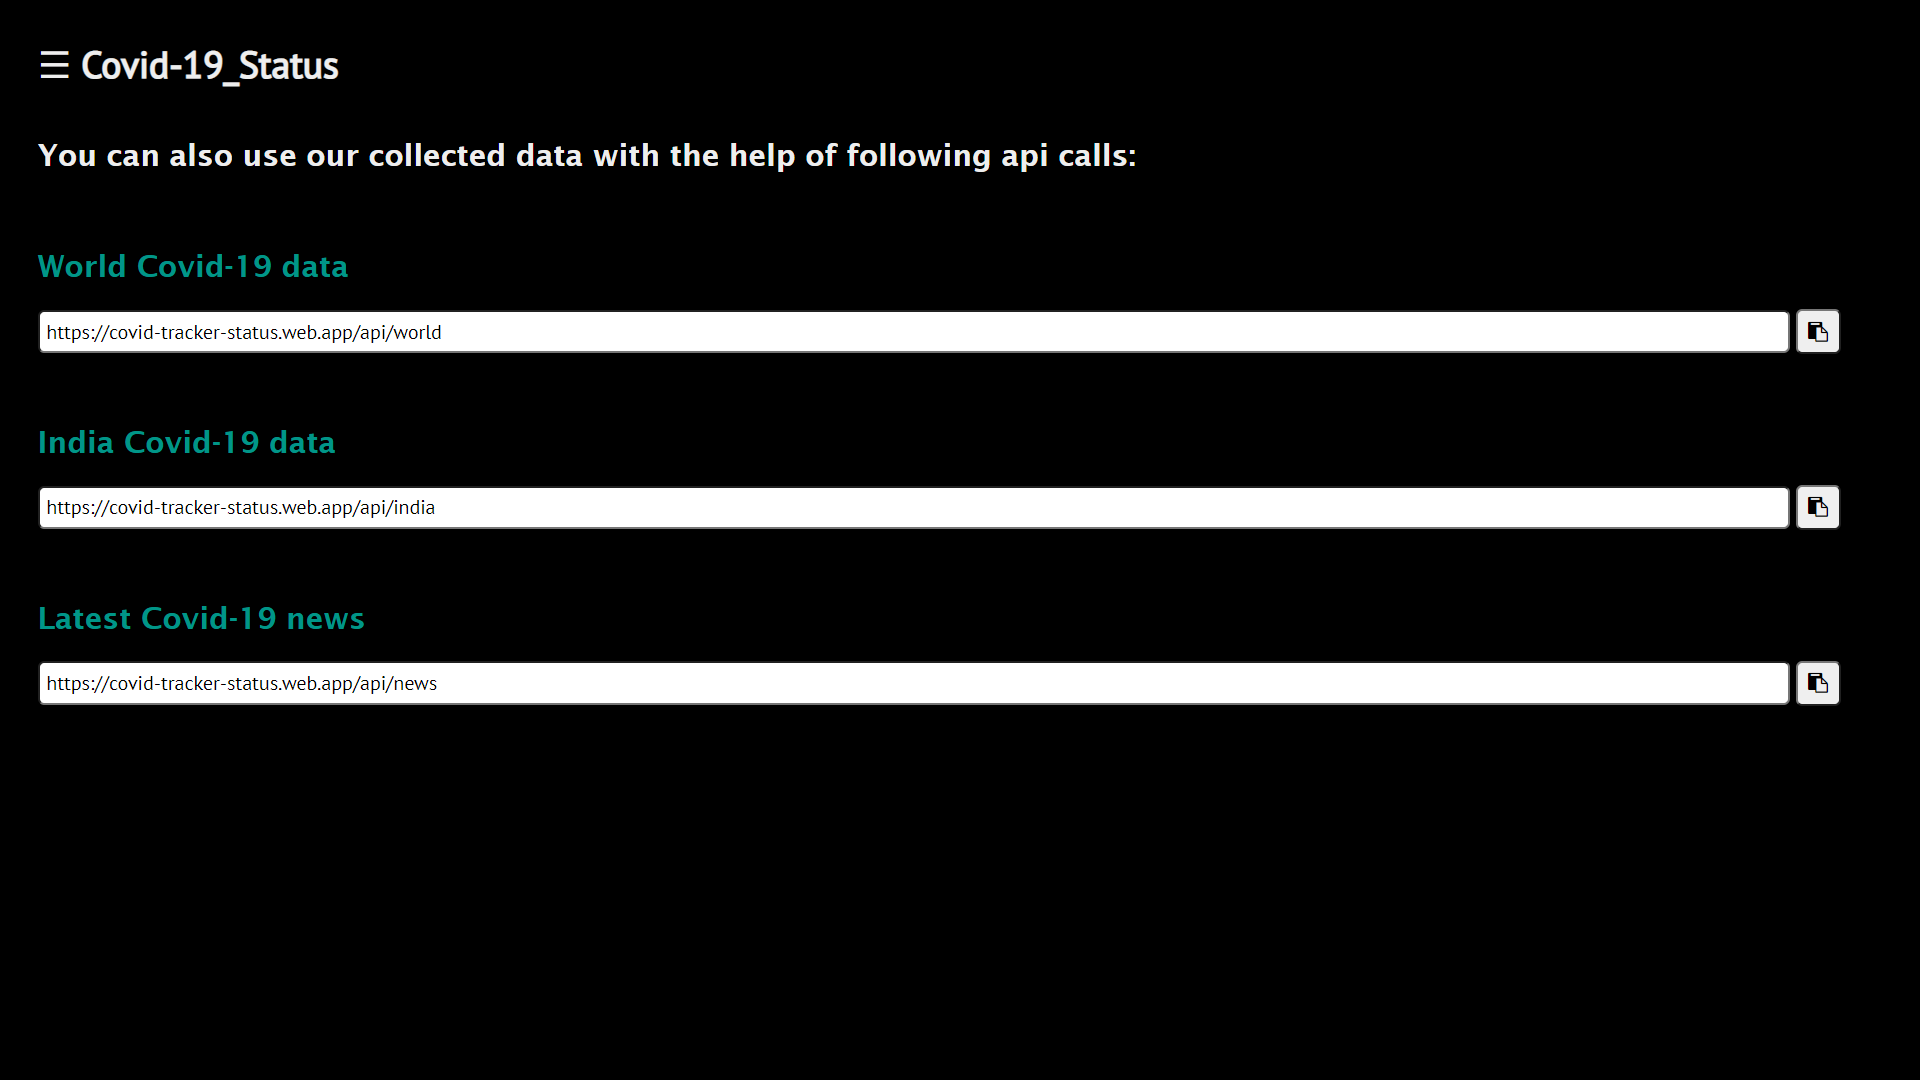 Covid-19_Status
You can also use our collected data with the help of following api calls:
World Covid-19 data
https://covid-tracker-status.web.app/api/world
India Covid-19 data
https://covid-tracker-status.web.app/api/india
Latest Covid-19 news
https://covid-tracker-status.web.app/api/news